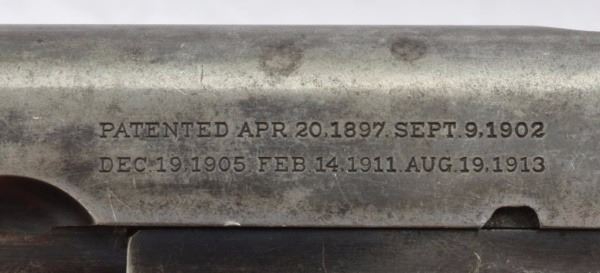 PATENTED APR 20.1897. SEPT. 9.1902
DEC. 19.1905. FEB. 14.1911. AUG. 19.1913